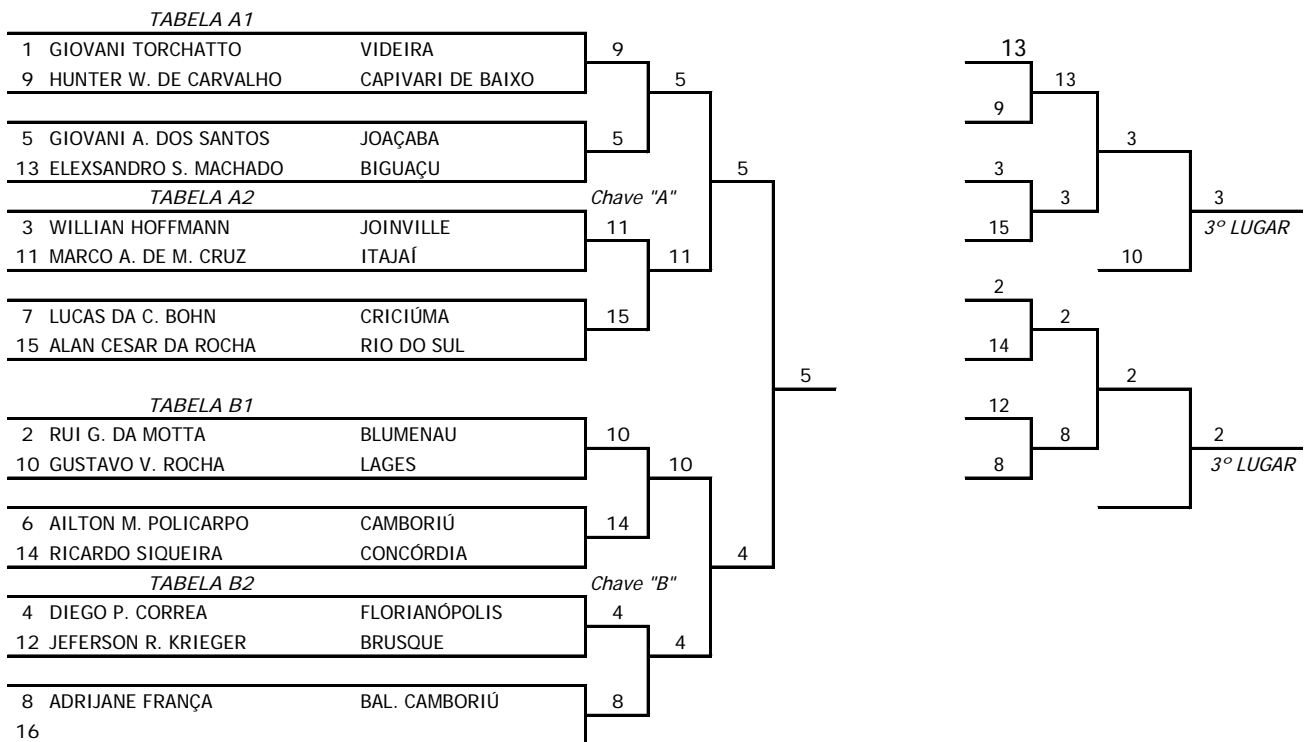 TABELA A1
1 GIOVANI TORCHATTO VIDEIRA 9 13
9 HUNTER W. DE CARVALHO CAPIVARI DE BAIXO 5 13
9
5 GIOVANI A. DOS SANTOS JOAÇABA 5 3
13 ELEXSANDRO S. MACHADO BIGUAÇU 5 3
TABELA A2 Chave "A" 3 3
3 WILLIAN HOFFMANN JOINVILLE 11 15 3º LUGAR
11 MARCO A. DE M. CRUZ ITAJAÍ 11 10
2
7 LUCAS DA C. BOHN CRICIÚMA 15 2
15 ALAN CESAR DA ROCHA RIO DO SUL 14
5 2
TABELA B1 12
2 RUI G. DA MOTTA BLUMENAU 10 8 2
10 GUSTAVO V. ROCHA LAGES 10 8 3º LUGAR
6 AILTON M. POLICARPO CAMBORIÚ 14
14 RICARDO SIQUEIRA CONCÓRDIA 4
TABELA B2 Chave "B"
4 DIEGO P. CORREA FLORIANÓPOLIS 4
12 JEFERSON R. KRIEGER BRUSQUE 4
8 ADRIJANE FRANÇA BAL. CAMBORIÚ 8
16